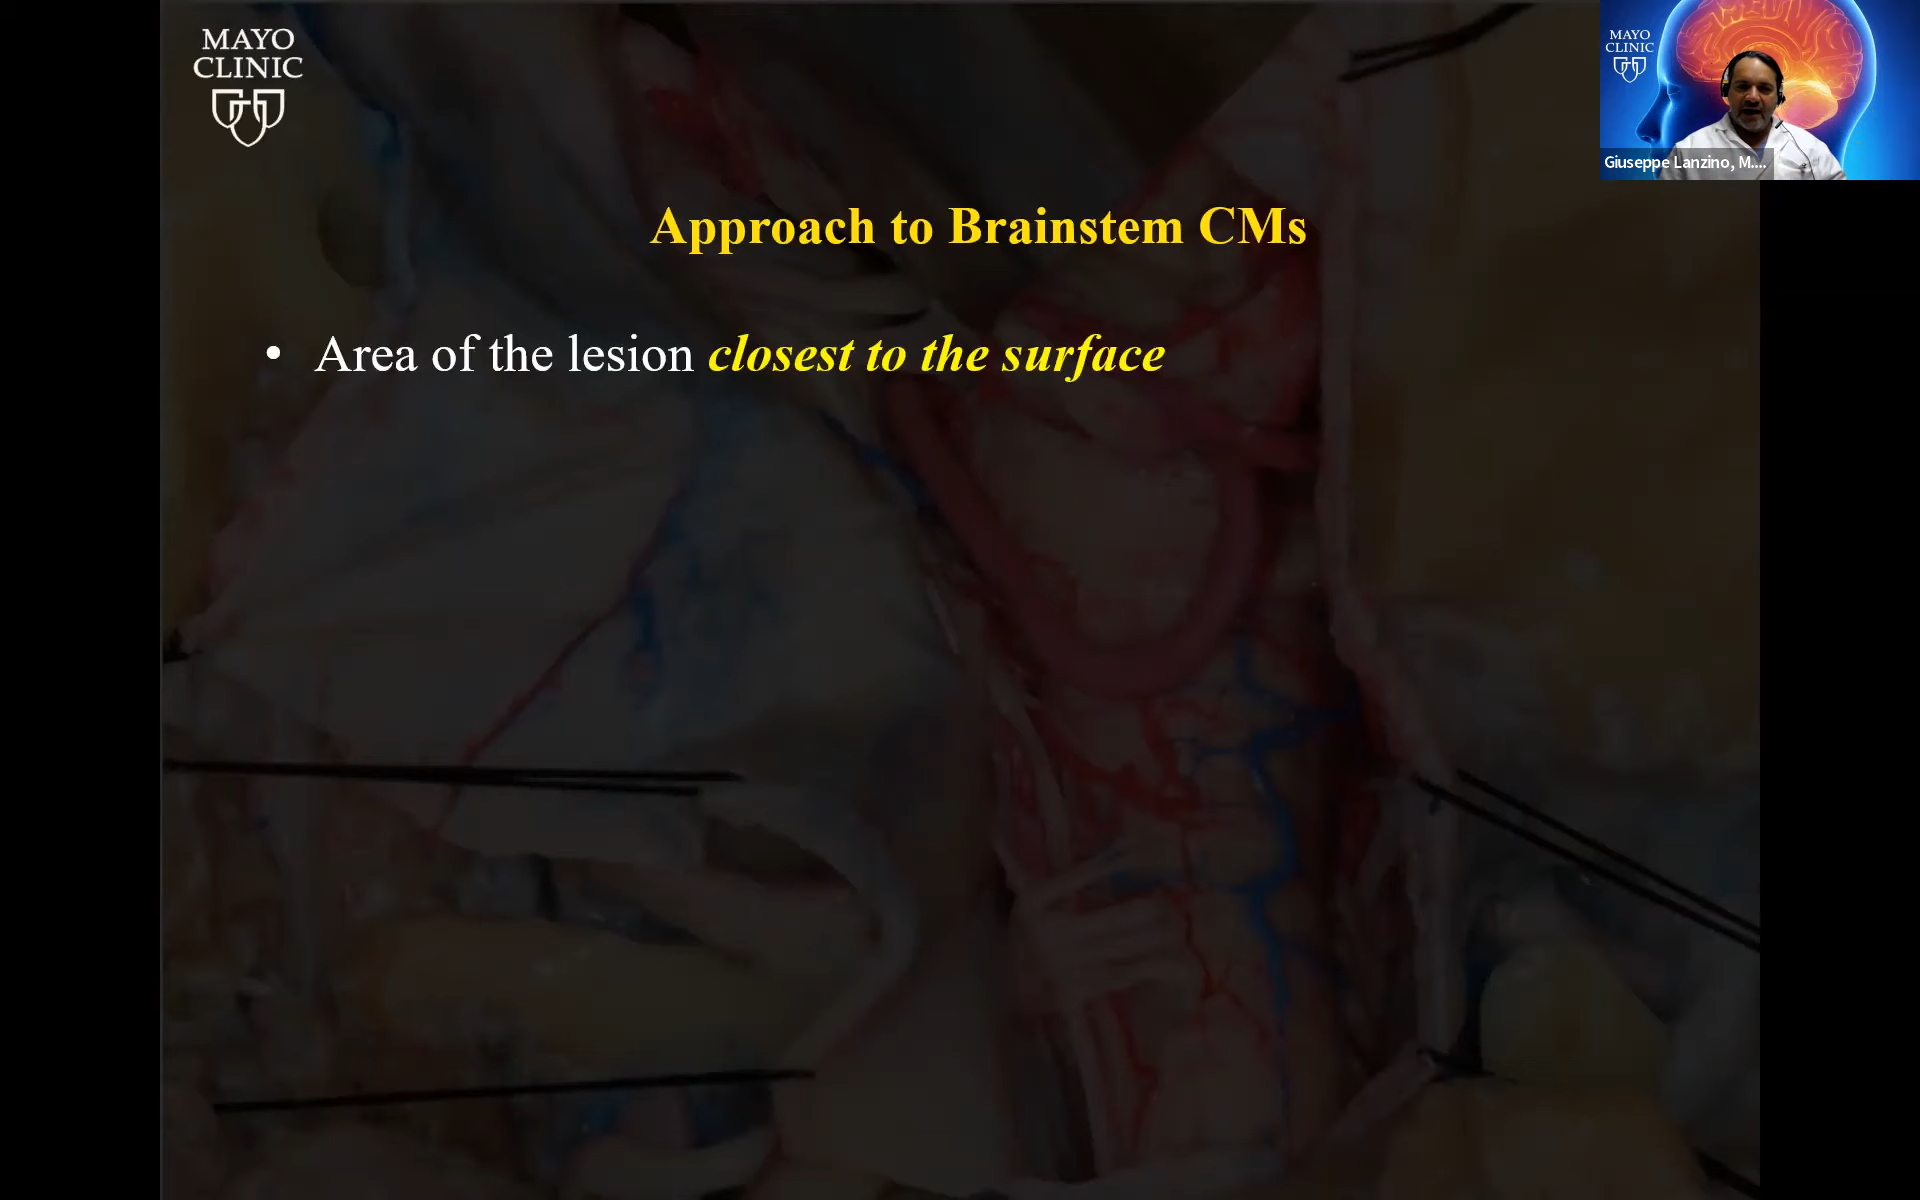 MAYO
CLINIC
MAYO
CLINIC
Giuseppe Lanzino, M....
Approach to Brainstem CMs
• Area of the lesion closest to the surface